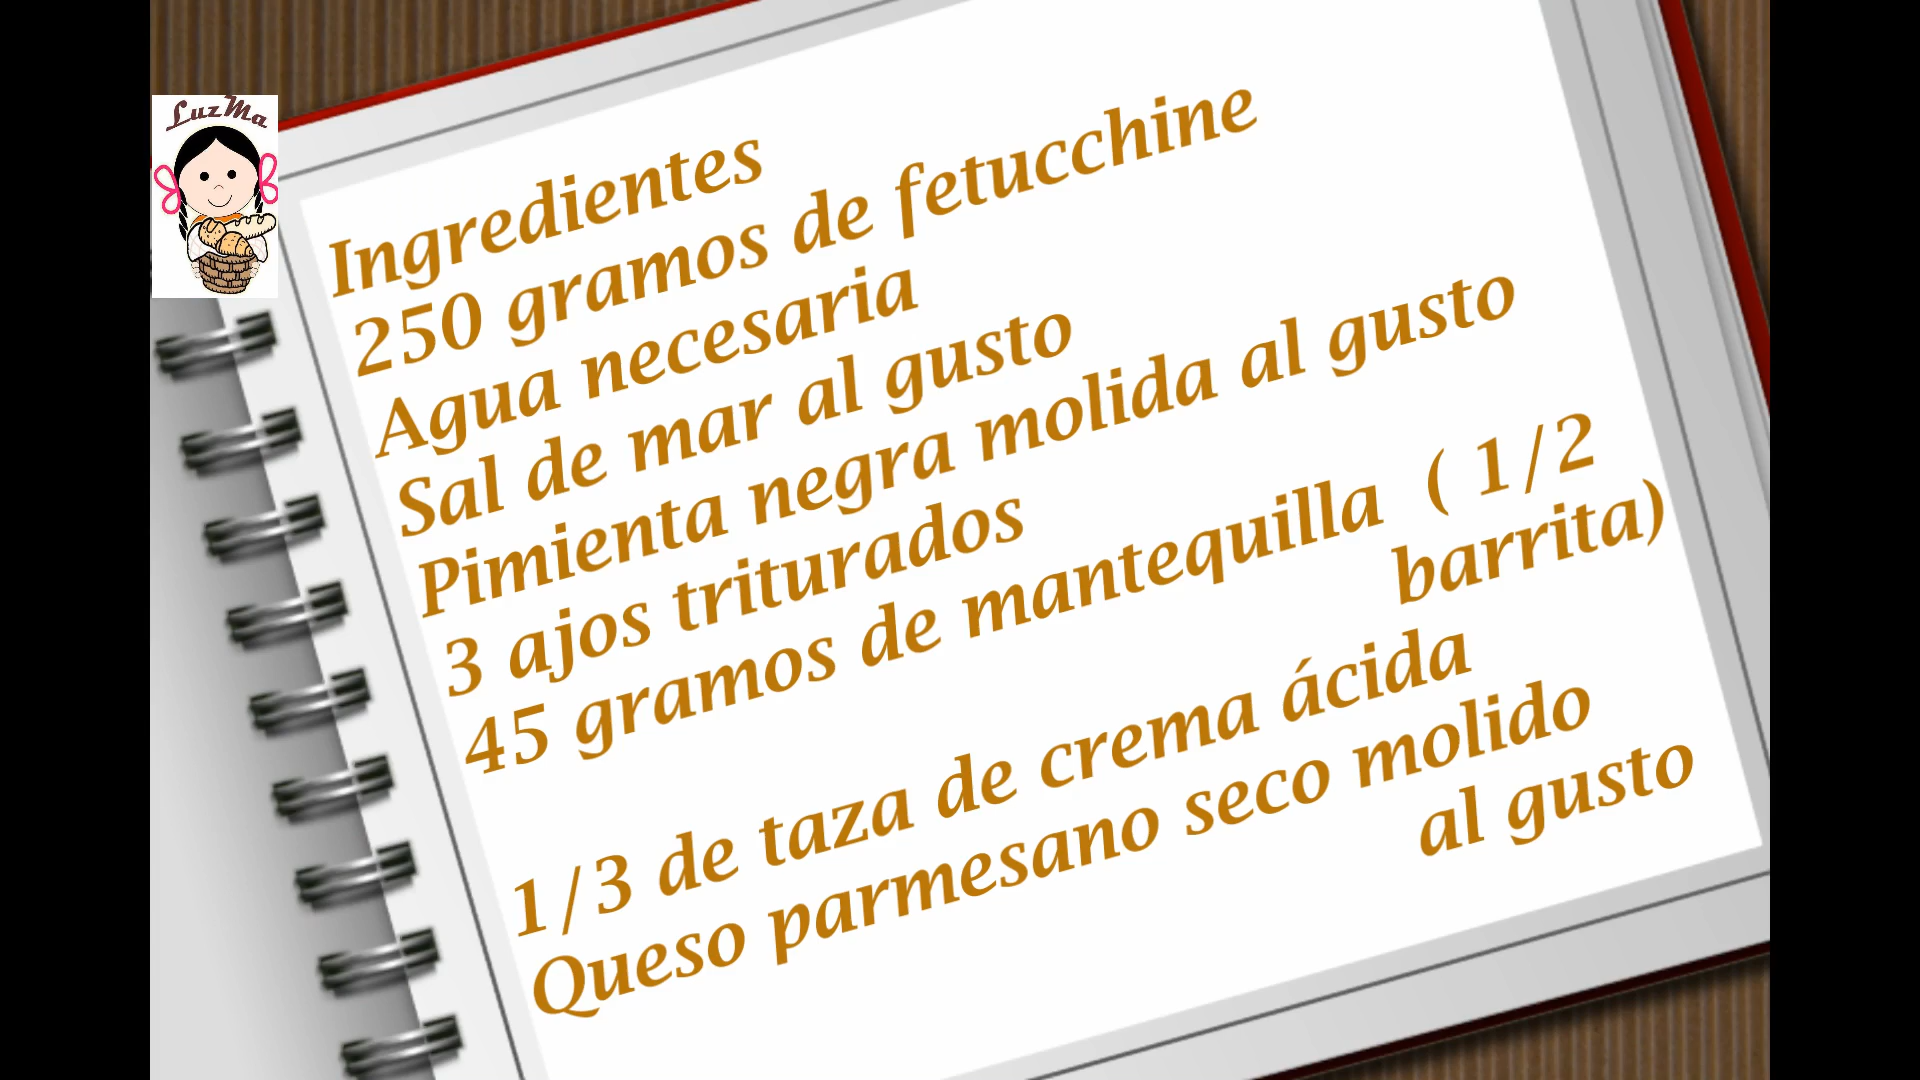 LuzMa
Ingredientes
250 gramos de fetucchine
Agua necesaria
Sal de mar al gusto
Pimienta negra molida al gusto
3 ajos triturados
45 gramos de mantequilla ( 1/2
barrita)
1/3 de taza de crema ácida
Queso parmesano seco molido
al gusto